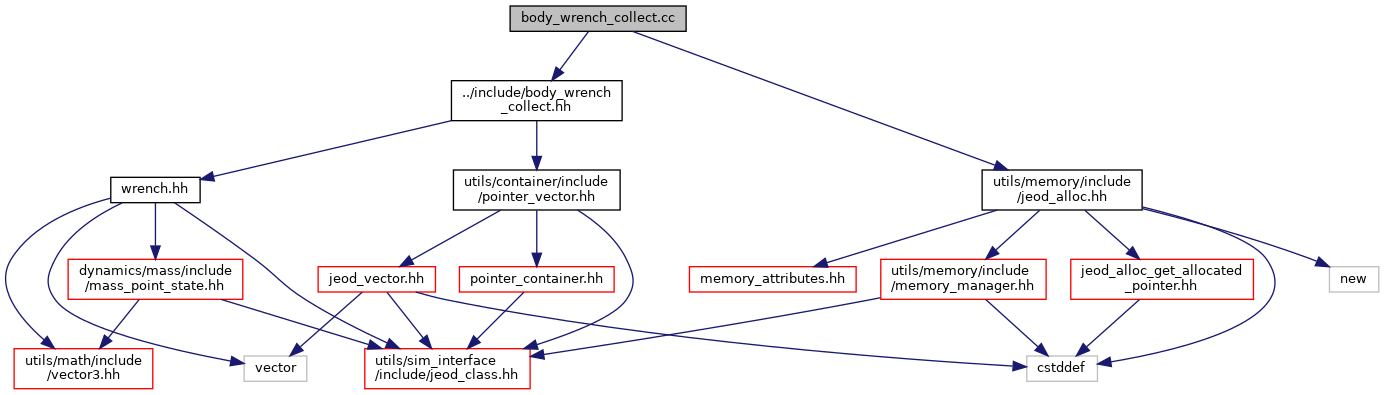 body_wrench_collect.cc
../include/body_wrench
_collect.hh
wrench.hh
utils/container/include
/pointer_vector.hh
utils/memory/include
/jeod_alloc.hh
dynamics/mass/include
/mass_point_state.hh
jeod_vector.hh
pointer_container.hh
memory_attributes.hh
utils/memory/include
/memory_manager.hh
jeod_alloc_get_allocated
_pointer.hh
new
utils/math/include
/vector3.hh
vector
utils/sim_interface
/include/jeod_class.hh
cstddef